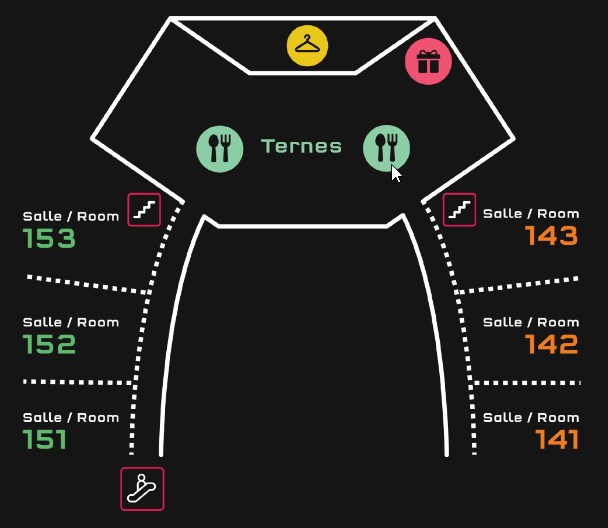 Ternes
Salle / Room
153
Salle / Room
143
Salle / Room
152
Salle / Room
142
Salle / Room
151
Salle / Room
141